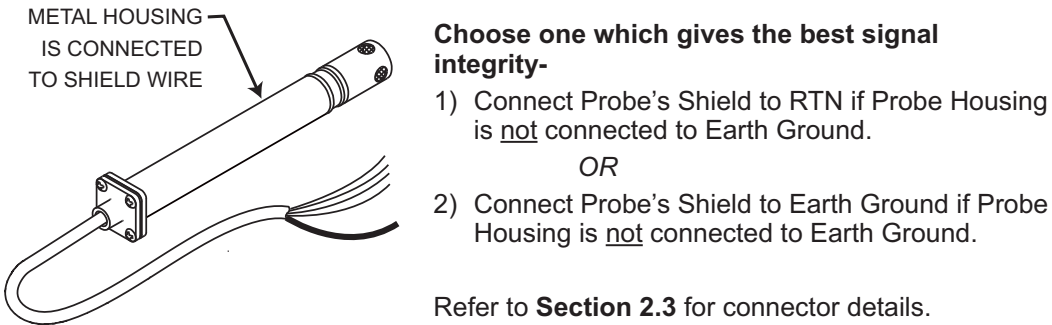 METAL HOUSING
IS CONNECTED
TO SHIELD WIRE
Choose one which gives the best signal
integrity-
1) Connect Probe's Shield to RTN if Probe Housing
is not connected to Earth Ground.
OR
2) Connect Probe's Shield to Earth Ground if Probe
Housing is not connected to Earth Ground.
Refer to Section 2.3 for connector details.